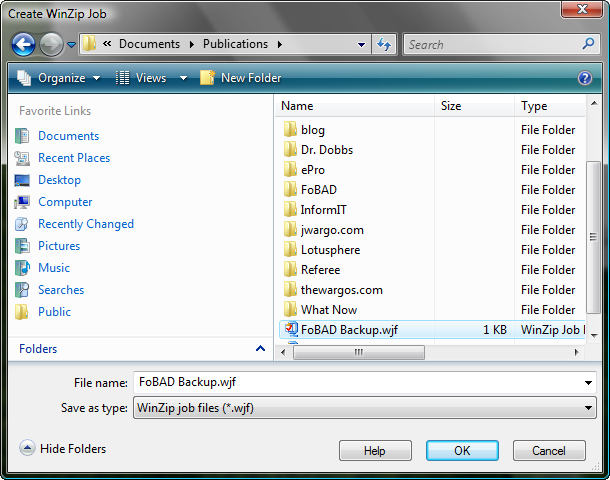 Create WinZip Job
« Documents ▸ Publications ▸
Search
Organize Views New Folder
Favorite Links
Documents
Recent Places
Desktop
Computer
Recently Changed
Pictures
Music
Searches
Public
Folders
Name Size Type
blog File Folder
Dr. Dobbs File Folder
ePro File Folder
FoBAD File Folder
InformIT File Folder
jwargo.com File Folder
Lotusphere File Folder
Referee File Folder
thewargos.com File Folder
What Now File Folder
FoBAD Backup.wjf 1 KB WinZip Job
File name: FoBAD Backup.wjf
Save as type: WinZip job files (*.wjf)
Hide Folders Help OK Cancel